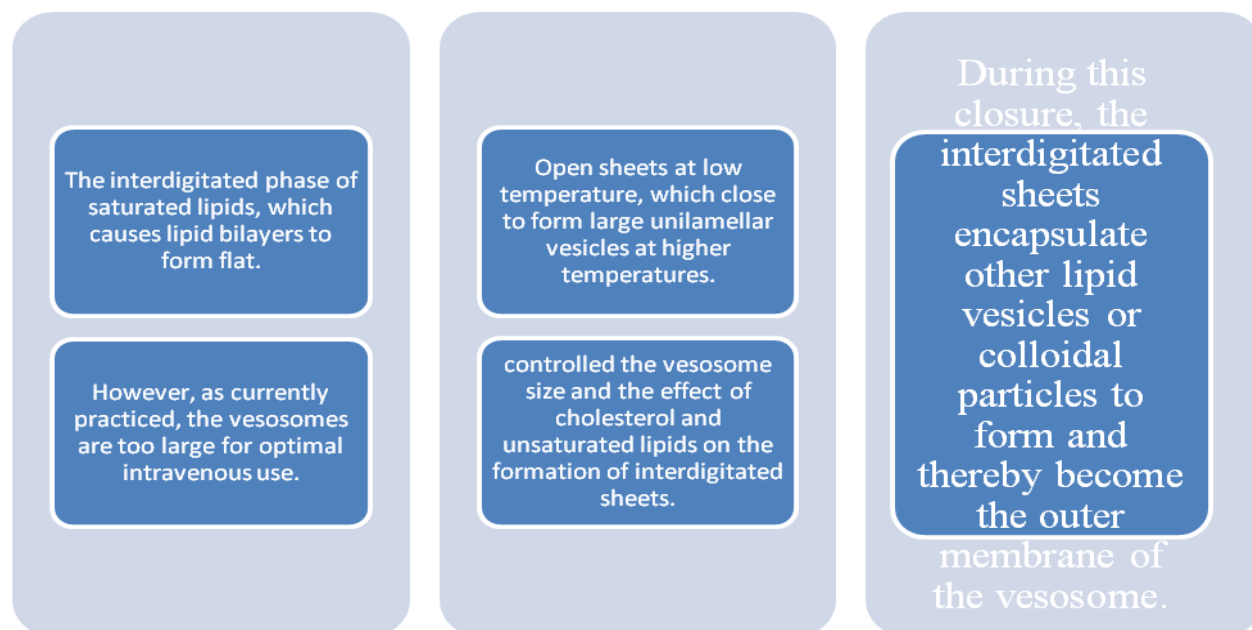 The interdigitated phase of
saturated lipids, which
causes lipid bilayers to
form flat.
However, as currently
practiced, the vesosomes
are too large for optimal
intravenous use.
Open sheets at low
temperature, which close
to form large unilamellar
vesicles at higher
temperatures.
controlled the vesosome
size and the effect of
cholesterol and
unsaturated lipids on the
formation of interdigitated
sheets.
During this
closure, the
interdigitated
sheets
encapsulate
other lipid
vesicles or
colloidal
particles to
form and
thereby become
the outer
membrane of
the vesosome.